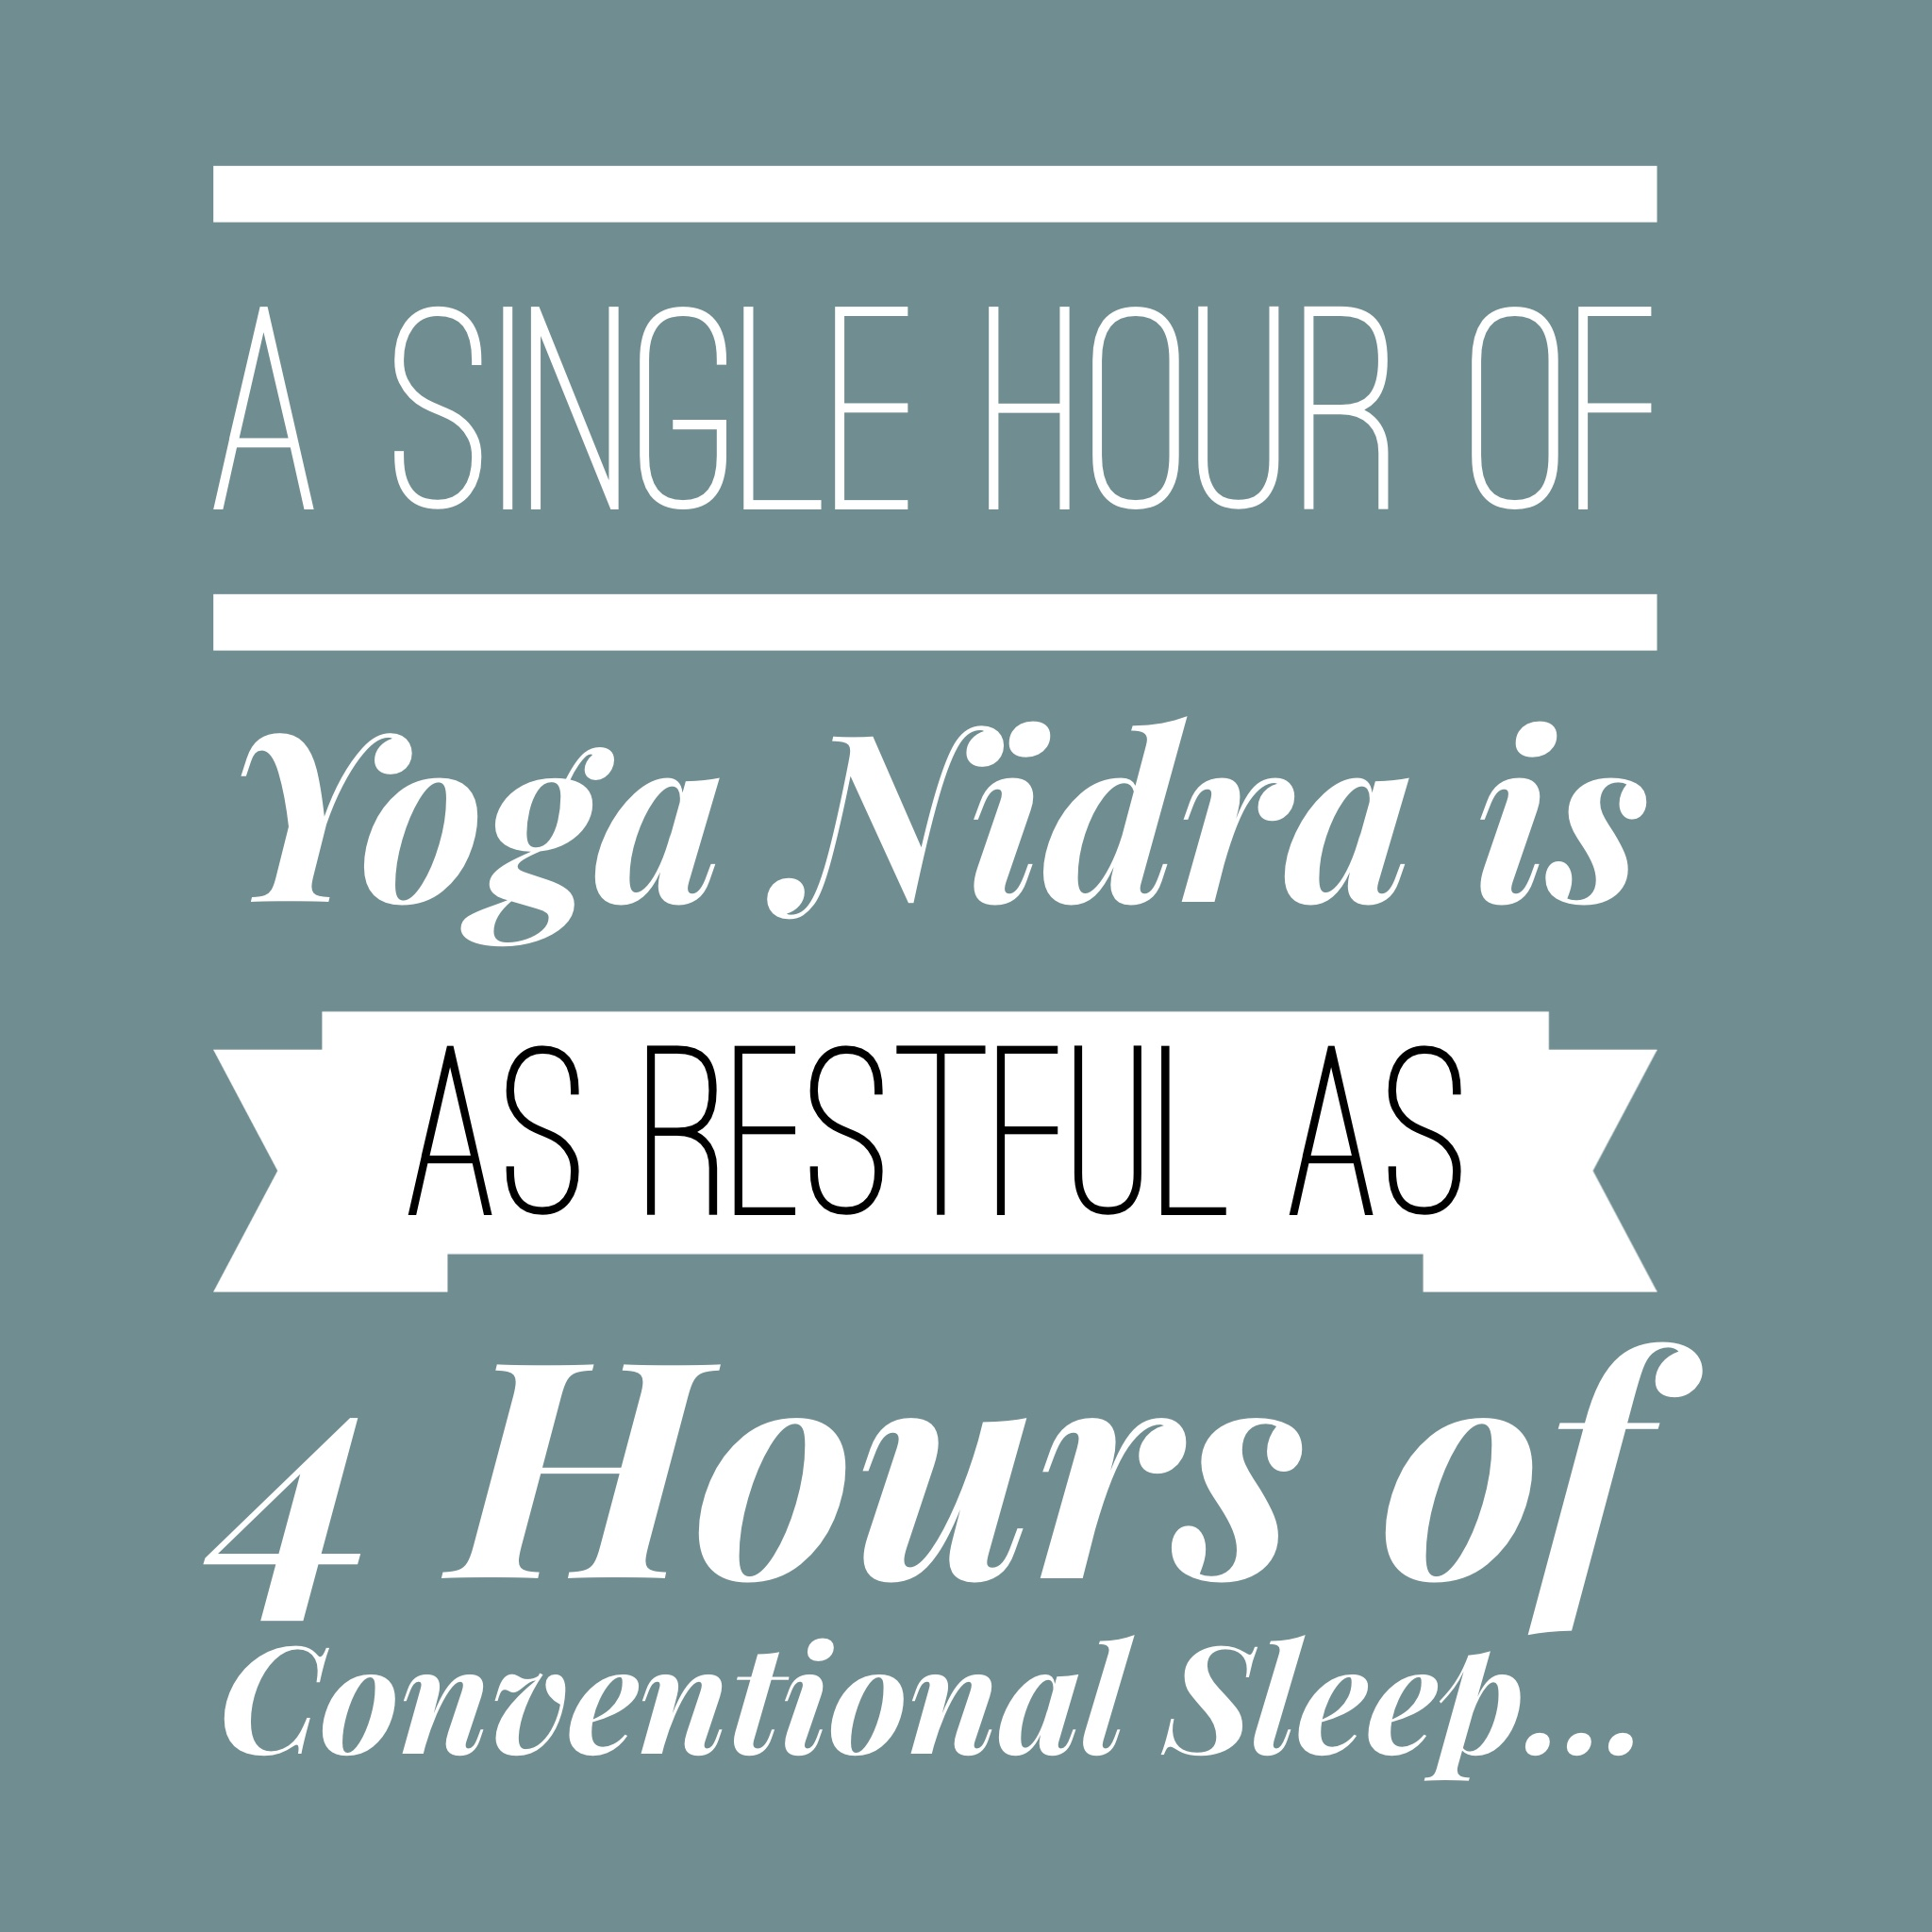 A SINGLE HOUR OF
Yoga Nidra is
AS RESTFUL AS
4 Hours of
Conventional Sleep...